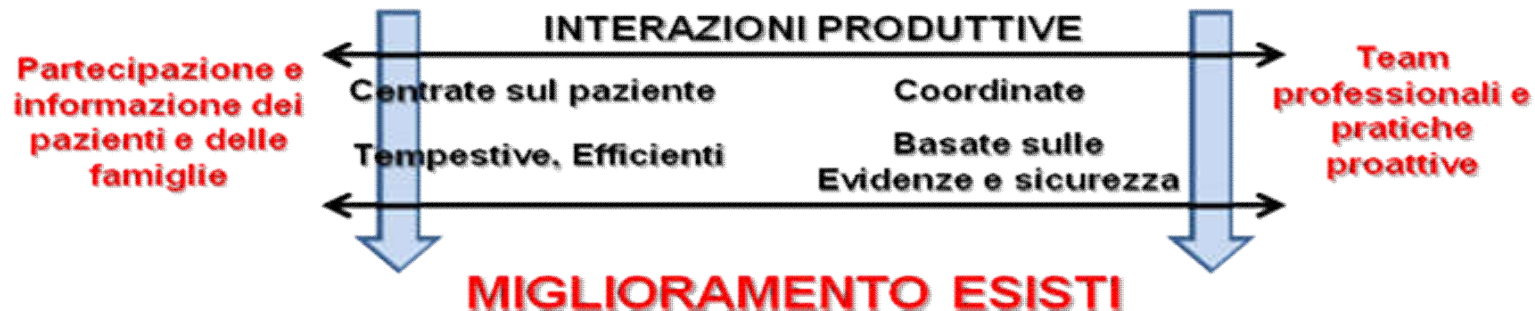 INTERAZIONI PRODUTTIVE
Partecipazione e
informazione dei
pazienti e delle
famiglie
Centrate sul paziente
Tempestive, Efficienti
Coordinate
Basate sulle
Evidenze e sicurezza
Team
professionali e
pratiche
proattive
MIGLIORAMENTO ESISTI